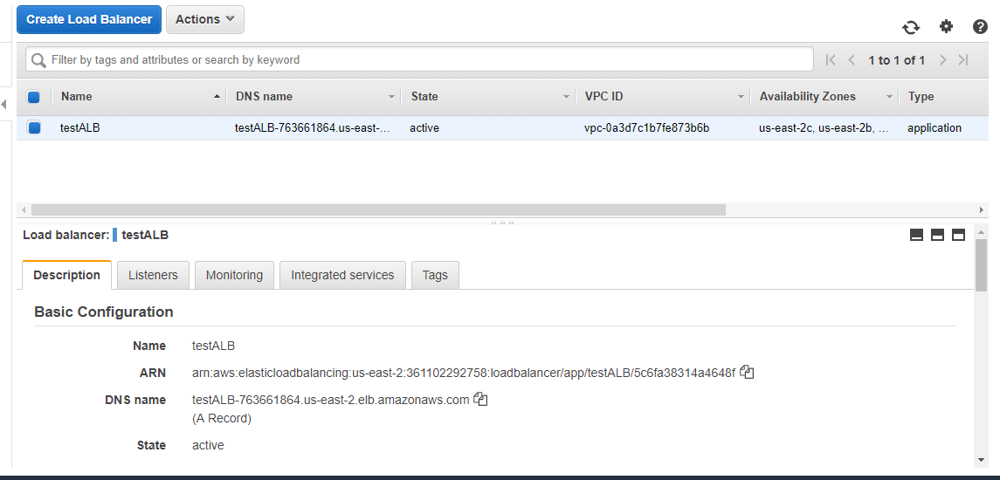 Create Load Balancer Actions
Filter by tags and attributes or search by keyword 1 to 1 of 1
Name DNS name State VPC ID Availability Zones Type
testALB testALB-763661864.us-east-... active vpc-0a3d7c1b7fe873b6b us-east-2c, us-east-2b, ... application
Load balancer: testALB
Description Listeners Monitoring Integrated services Tags
Basic Configuration
Name testALB
ARN arn:aws:elasticloadbalancing:us-east-2:361102292758:loadbalancer/app/testALB/5c6fa38314a4648f
DNS name testALB-763661864.us-east-2.elb.amazonaws.com
(A Record)
State active